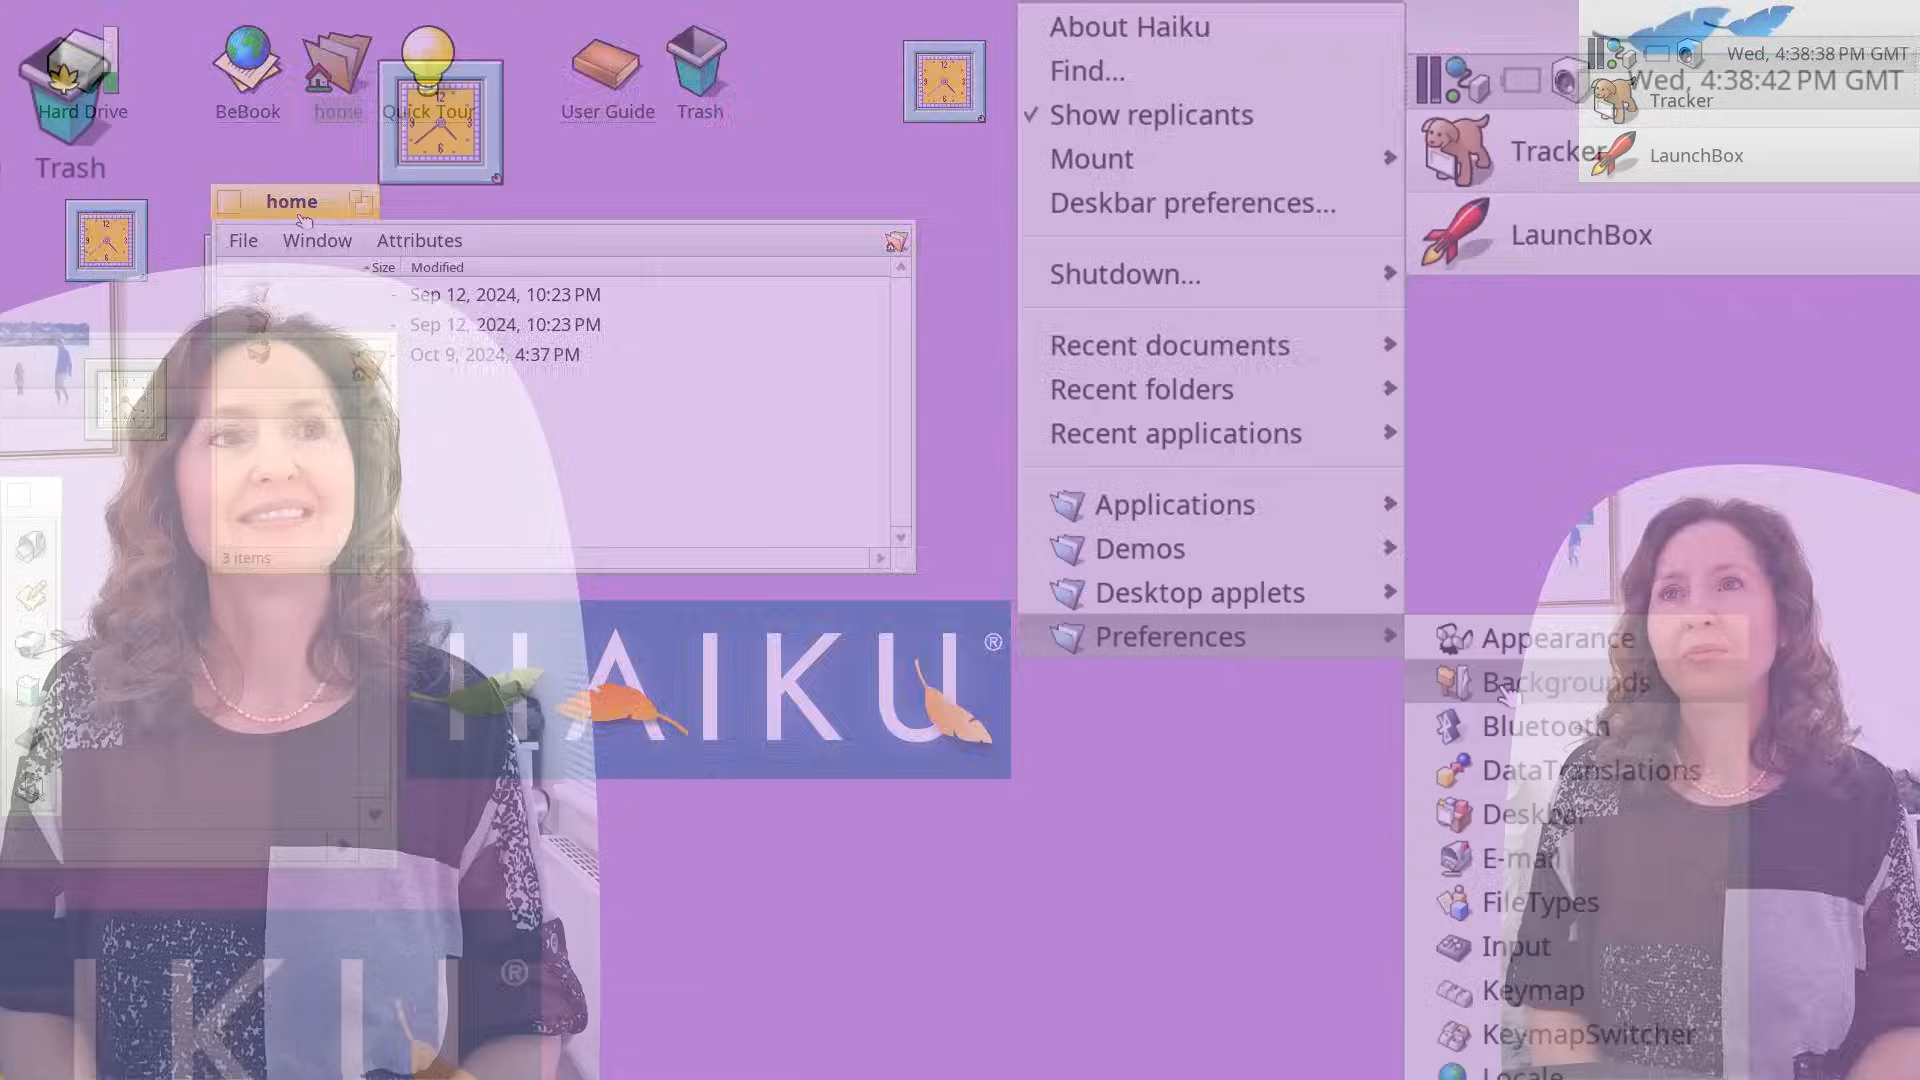 Hard Drive
BeBook
home
Quick Tour
User Guide
Trash
Trash
home
File
Window
Attributes
Size
Modified
Sep 12, 2024, 10:23 PM
Sep 12, 2024, 10:23 PM
Oct 9, 2024, 4:37 PM
3 items
HAIKU®
IKU®
About Haiku
Find...
Show replicants
Mount
Deskbar preferences...
Shutdown...
Recent documents
Recent folders
Recent applications
Applications
Demos
Desktop applets
Preferences
Wed, 4:38:38 PM GMT
Wed, 4:38:42 PM GMT
Tracker
Tracker
LaunchBox
LaunchBox
Appearance
Backgrounds
Bluetooth
DataTranslations
Deskbar
E-mail
FileTypes
Input
Keymap
KeymapSwitcher
Locale